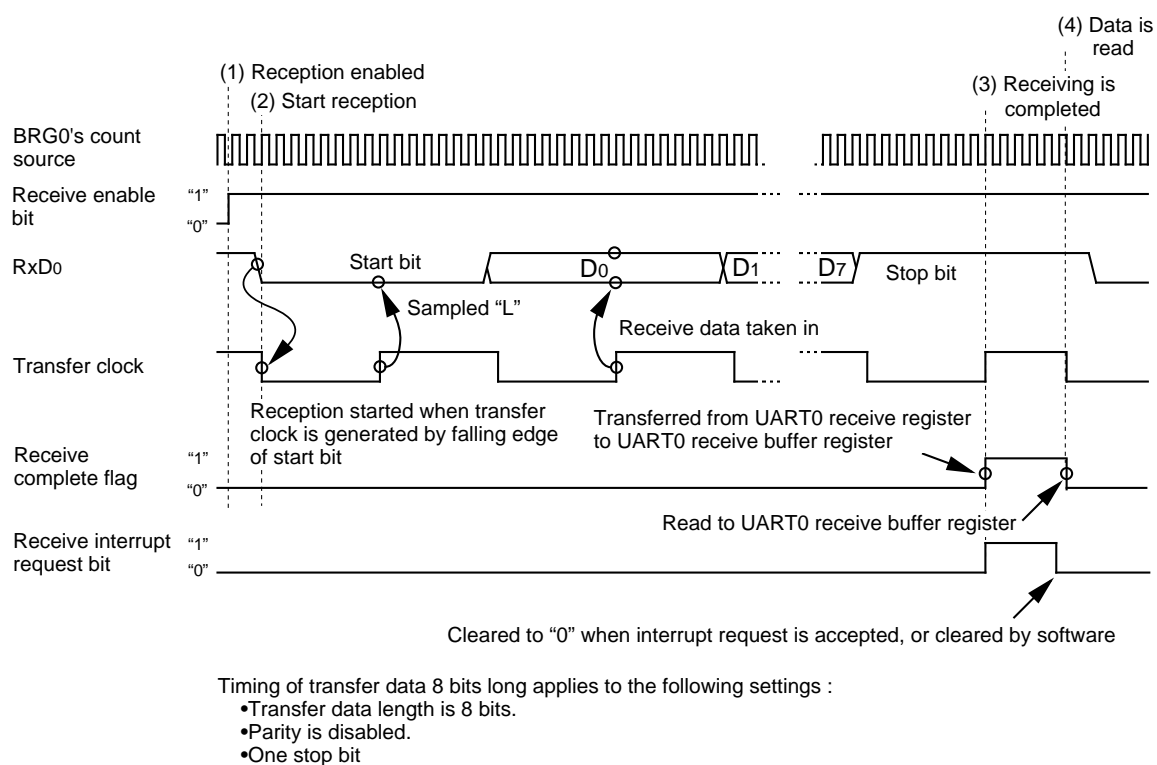 (4) Data is
read
(1) Reception enabled
(3) Receiving is
completed
(2) Start reception
BRG0's count
source
Receive enable
bit
“1”
“0”
RxD0
Start bit
D0
D1
D7
Stop bit
Sampled “L”
Receive data taken in
Transfer clock
Reception started when transfer
clock is generated by falling edge
of start bit
Transferred from UART0 receive register
to UART0 receive buffer register
Receive
complete flag
“1”
“0”
Read to UART0 receive buffer register
Receive interrupt
request bit
“1”
“0”
Cleared to “0” when interrupt request is accepted, or cleared by software
Timing of transfer data 8 bits long applies to the following settings :
•Transfer data length is 8 bits.
•Parity is disabled.
•One stop bit